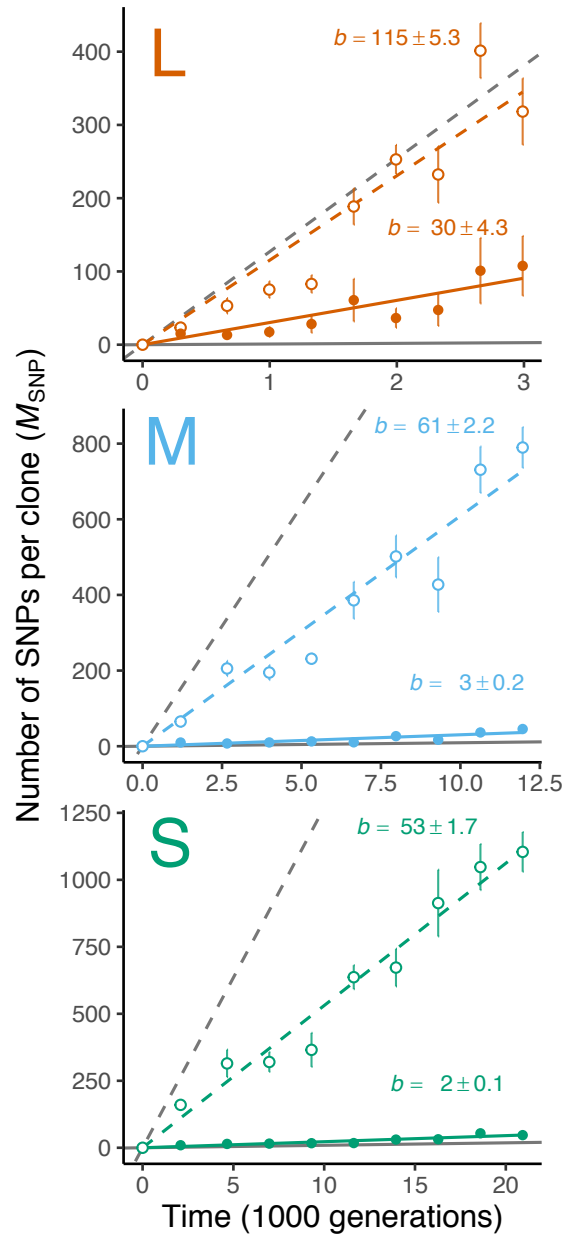 Number of SNPs per clone (M_SNP)
L
b = 115 ± 5.3
b = 30 ± 4.3
400
300
200
100
0
0 1 2 3
M
b = 61 ± 2.2
b = 3 ± 0.2
800
600
400
200
0
0.0 2.5 5.0 7.5 10.0 12.5
S
b = 53 ± 1.7
b = 2 ± 0.1
1250
1000
750
500
250
0
0 5 10 15 20
Time (1000 generations)